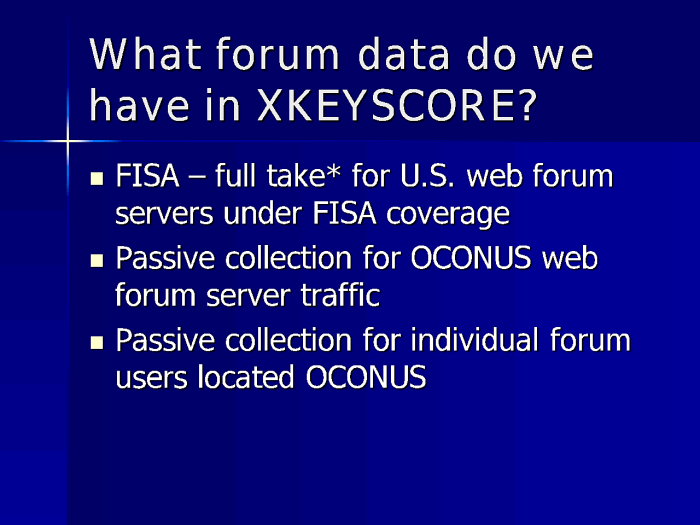 What forum data do we
have in XKEYSCORE?
■ FISA – full take* for U.S. web forum
servers under FISA coverage
■ Passive collection for OCONUS web
forum server traffic
■ Passive collection for individual forum
users located OCONUS